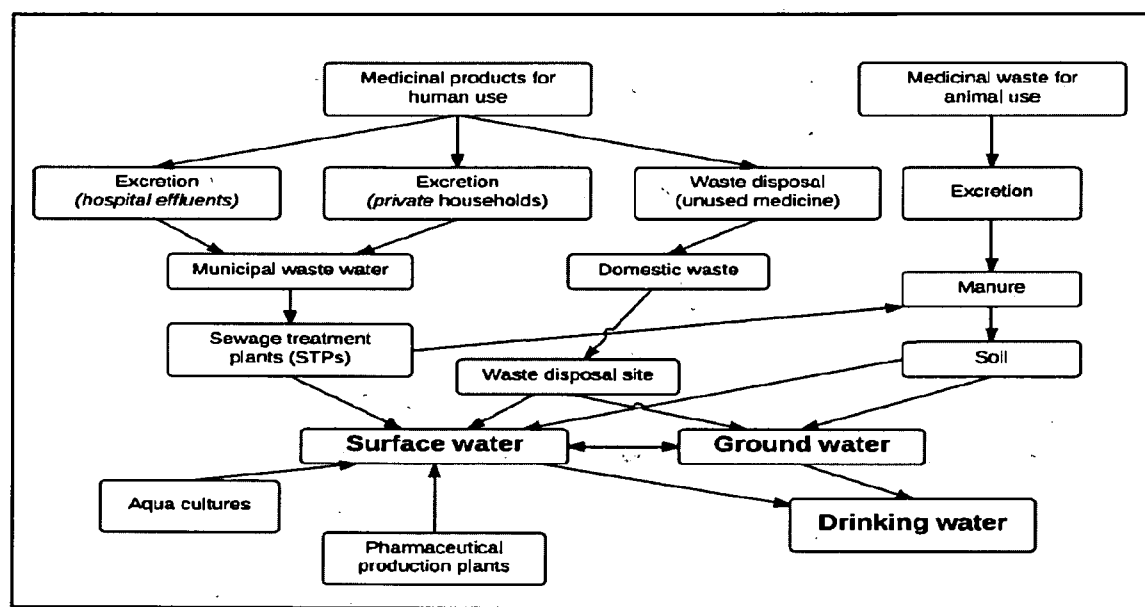 Medicinal products for
human use
Medicinal waste for
animal use
Excretion
(hospital effluents)
Excretion
(private households)
Waste disposal
(unused medicine)
Excretion
Municipal waste water
Domestic waste
Manure
Sewage treatment
plants (STPs)
Waste disposal site
Soil
Surface water
Ground water
Aqua cultures
Drinking water
Pharmaceutical
production plants